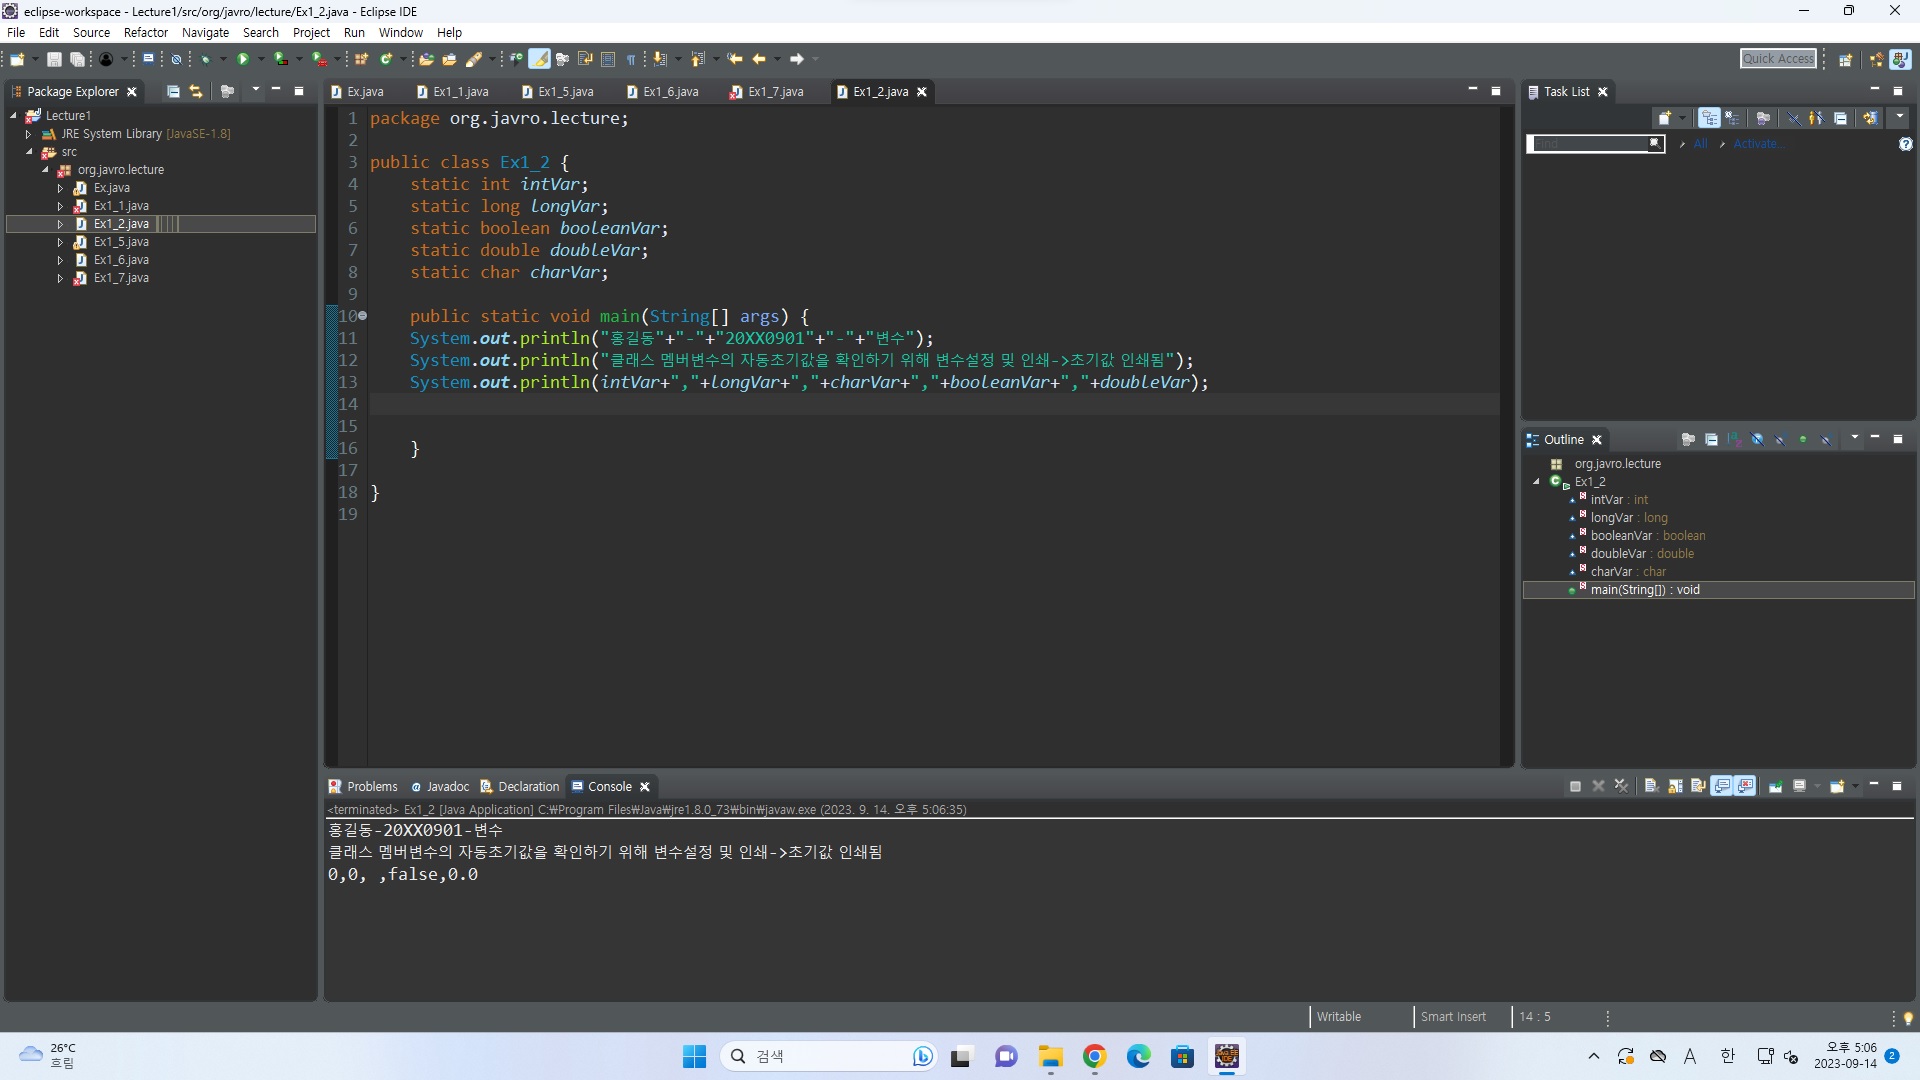 eclipse-workspace - Lecture1/src/org/javro/lecture/Ex1_2.java - Eclipse IDE
File Edit Source Refactor Navigate Search Project Run Window Help
Quick Access
Package Explorer
Lecture1
JRE System Library [JavaSE-1.8]
src
org.javro.lecture
Ex.java
Ex1_1.java
Ex1_2.java
Ex1_5.java
Ex1_6.java
Ex1_7.java
Ex.java Ex1_1.java Ex1_5.java Ex1_6.java Ex1_7.java Ex1_2.java
1 package org.javro.lecture;
2
3 public class Ex1_2 {
4 static int intVar;
5 static long longVar;
6 static boolean booleanVar;
7 static double doubleVar;
8 static char charVar;
9
10 public static void main(String[] args) {
11 System.out.println("홍길동"+"-"+"20XX0901"+"-"+"변수");
12 System.out.println("클래스 멤버변수의 자동초기값을 확인하기 위해 변수설정 및 인쇄->초기값 인쇄됨");
13 System.out.println(intVar+","+longVar+","+charVar+","+booleanVar+","+doubleVar);
14
15
16 }
17
18 }
19
Task List
Find All Activate...
Outline
org.javro.lecture
Ex1_2
intVar : int
longVar : long
booleanVar : boolean
doubleVar : double
charVar : char
main(String[]) : void
Problems Javadoc Declaration Console
<terminated> Ex1_2 [Java Application] C:₩Program Files₩Java₩jre1.8.0_73₩bin₩javaw.exe (2023. 9. 14. 오후 5:06:35)
홍길동-20XX0901-변수
클래스 멤버변수의 자동초기값을 확인하기 위해 변수설정 및 인쇄->초기값 인쇄됨
0,0, ,false,0.0
Writable Smart Insert 14 : 5
26°C
흐림
검색
A 한
오후 5:06
2023-09-14
2